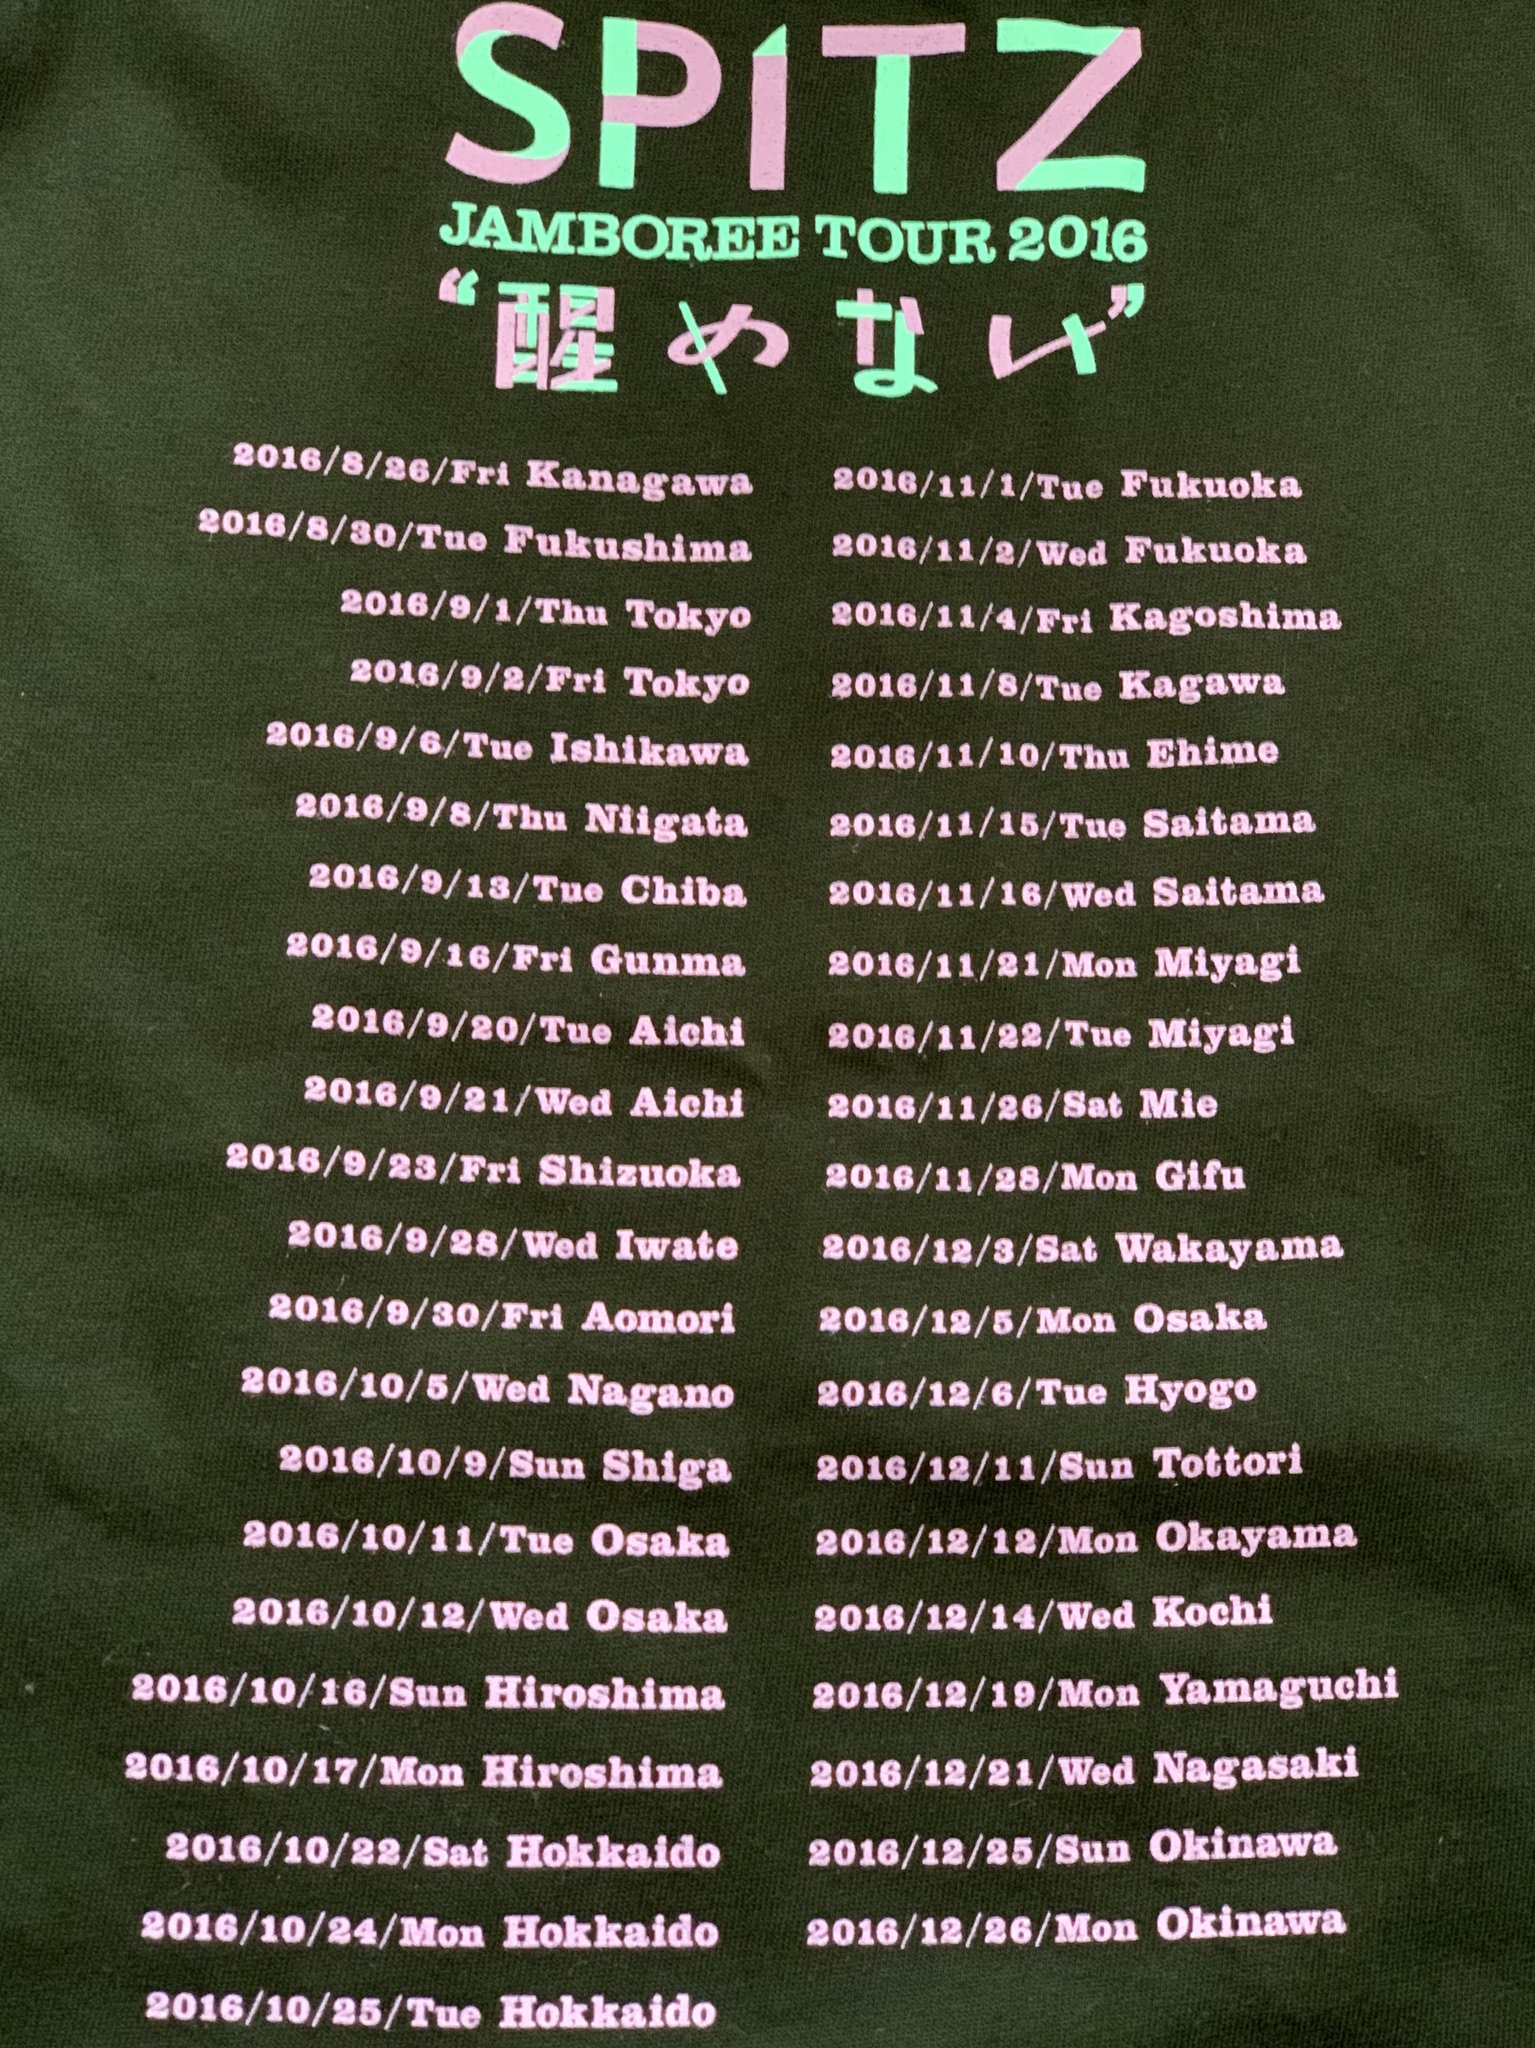 SPITZ
JAMBOREE TOUR 2016
“醒めない”
2016/8/26/Fri Kanagawa
2016/8/30/Tue Fukushima
2016/9/1/Thu Tokyo
2016/9/2/Fri Tokyo
2016/9/6/Tue Ishikawa
2016/9/8/Thu Niigata
2016/9/13/Tue Chiba
2016/9/16/Fri Gunma
2016/9/20/Tue Aichi
2016/9/21/Wed Aichi
2016/9/23/Fri Shizuoka
2016/9/28/Wed Iwate
2016/9/30/Fri Aomori
2016/10/5/Wed Nagano
2016/10/9/Sun Shiga
2016/10/11/Tue Osaka
2016/10/12/Wed Osaka
2016/10/16/Sun Hiroshima
2016/10/17/Mon Hiroshima
2016/10/22/Sat Hokkaido
2016/10/24/Mon Hokkaido
2016/10/25/Tue Hokkaido
2016/11/1/Tue Fukuoka
2016/11/2/Wed Fukuoka
2016/11/4/Fri Kagoshima
2016/11/8/Tue Kagawa
2016/11/10/Thu Ehime
2016/11/15/Tue Saitama
2016/11/16/Wed Saitama
2016/11/21/Mon Miyagi
2016/11/22/Tue Miyagi
2016/11/26/Sat Mie
2016/11/28/Mon Gifu
2016/12/3/Sat Wakayama
2016/12/5/Mon Osaka
2016/12/6/Tue Hyogo
2016/12/11/Sun Tottori
2016/12/12/Mon Okayama
2016/12/14/Wed Kochi
2016/12/19/Mon Yamaguchi
2016/12/21/Wed Nagasaki
2016/12/25/Sun Okinawa
2016/12/26/Mon Okinawa